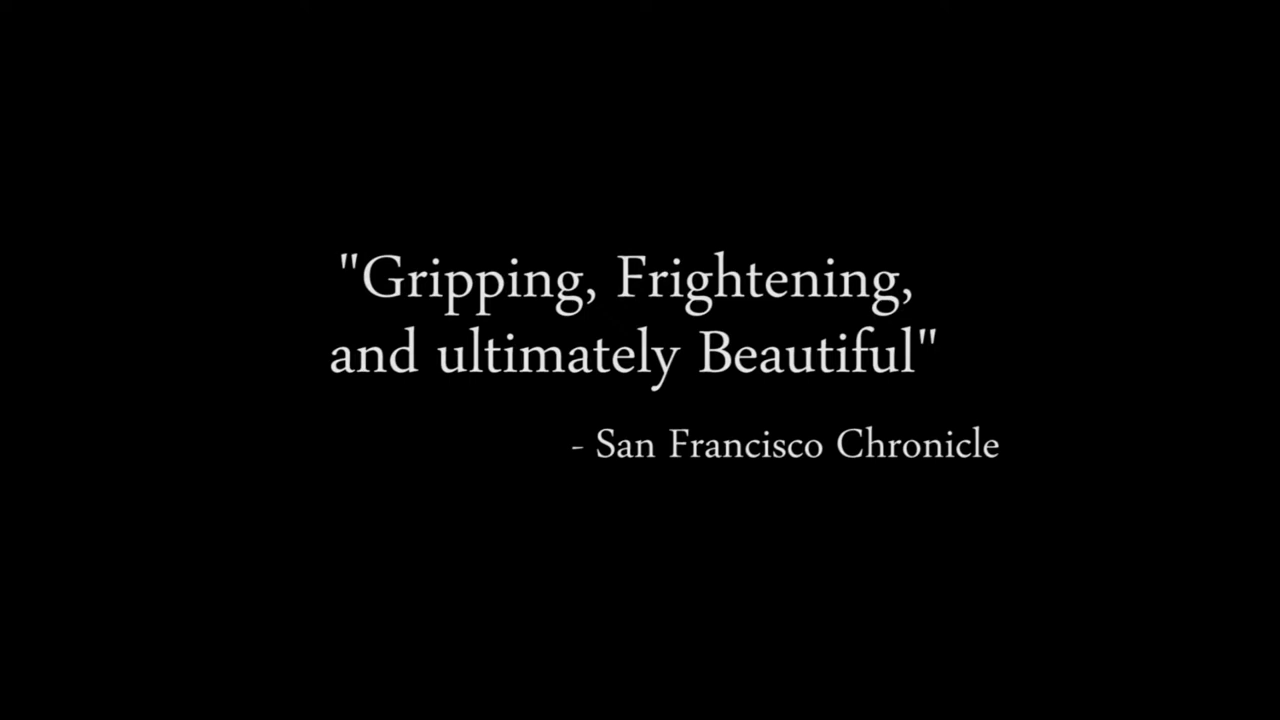 "Gripping, Frightening,
and ultimately Beautiful"
- San Francisco Chronicle